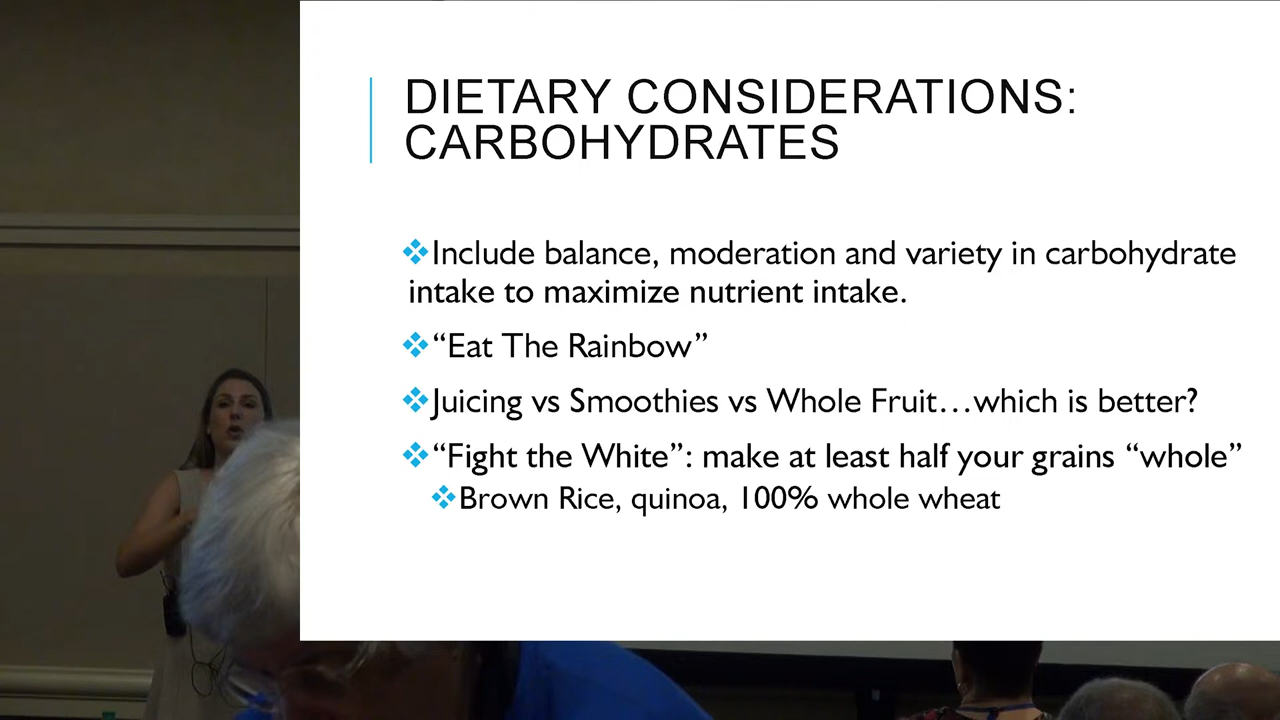 DIETARY CONSIDERATIONS:
CARBOHYDRATES
❖Include balance, moderation and variety in carbohydrate
intake to maximize nutrient intake.
❖“Eat The Rainbow”
❖Juicing vs Smoothies vs Whole Fruit…which is better?
❖“Fight the White”: make at least half your grains “whole”
❖Brown Rice, quinoa, 100% whole wheat